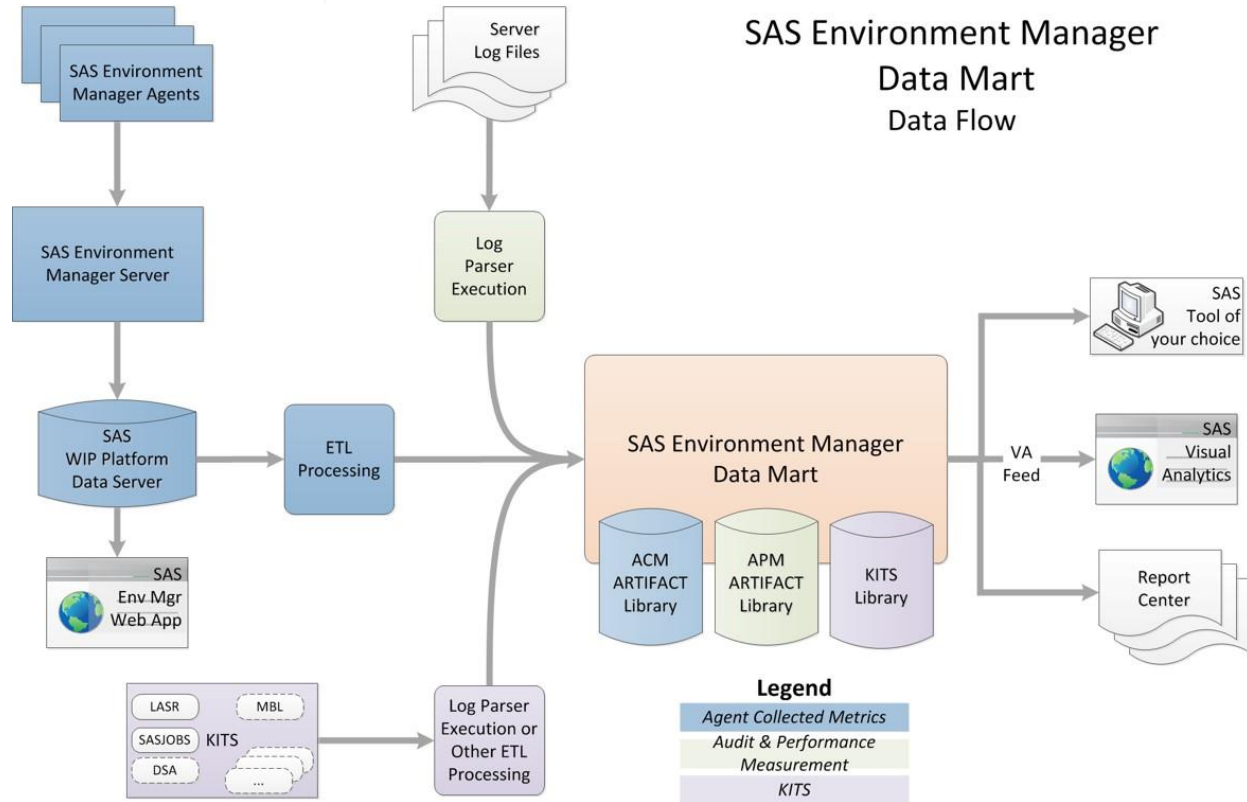 SAS Environment Manager
Data Mart
Data Flow
SAS Environment
Manager Agents
Server
Log Files
SAS Environment
Manager Server
Log
Parser
Execution
SAS
WIP Platform
Data Server
ETL
Processing
SAS Environment Manager
Data Mart
ACM
ARTIFACT
Library
APM
ARTIFACT
Library
KITS
Library
SAS
Tool of
your choice
VA
Feed
SAS
Visual
Analytics
Report
Center
SAS
Env Mgr
Web App
LASR
MBL
SASJOBS
KITS
DSA
...
Log Parser
Execution or
Other ETL
Processing
Legend
Agent Collected Metrics
Audit & Performance
Measurement
KITS